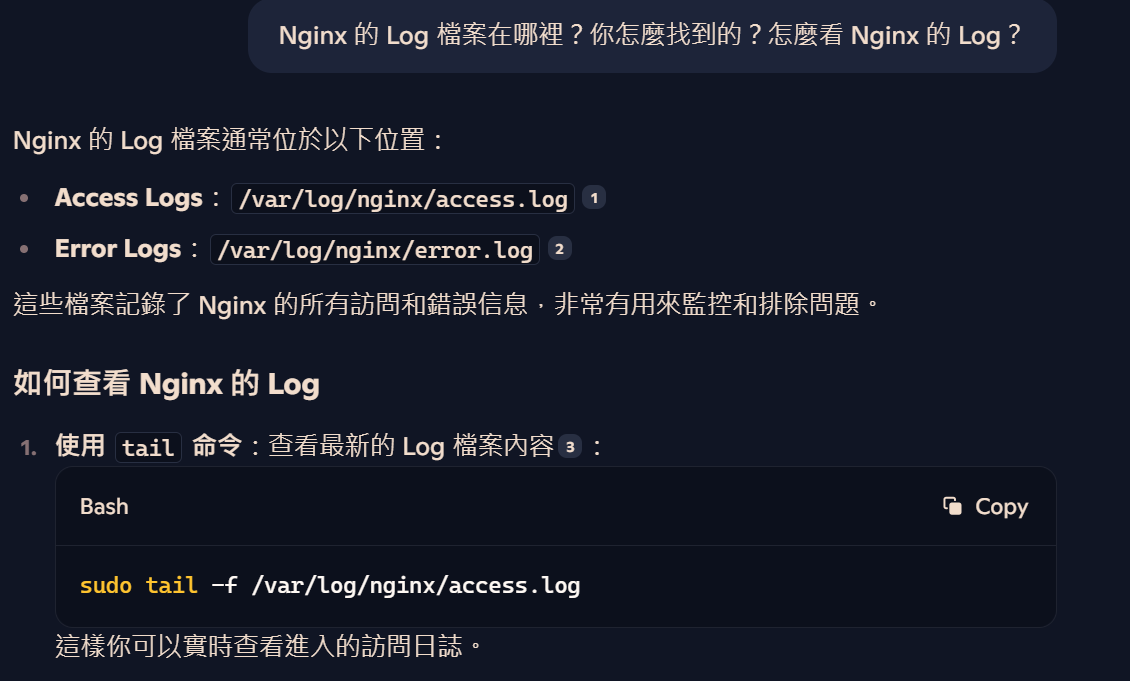 Nginx 的 Log 檔案在哪裡？你怎麼找到的？怎麼看 Nginx 的 Log？
Nginx 的 Log 檔案通常位於以下位置：
• Access Logs： /var/log/nginx/access.log 1
• Error Logs： /var/log/nginx/error.log 2
這些檔案記錄了 Nginx 的所有訪問和錯誤信息，非常有用來監控和排除問題。
如何查看 Nginx 的 Log
1. 使用 tail 命令：查看最新的 Log 檔案內容 3 ：
Bash Copy
sudo tail -f /var/log/nginx/access.log
這樣你可以實時查看進入的訪問日誌。